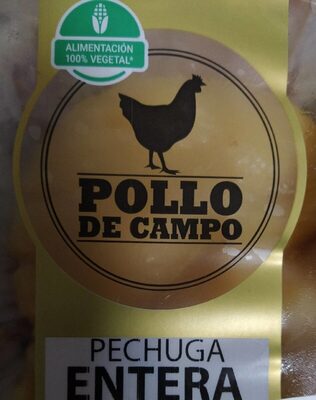 ALIMENTACIÓN
100% VEGETAL*
POLLO
DE CAMPO
PECHUGA
ENTERA